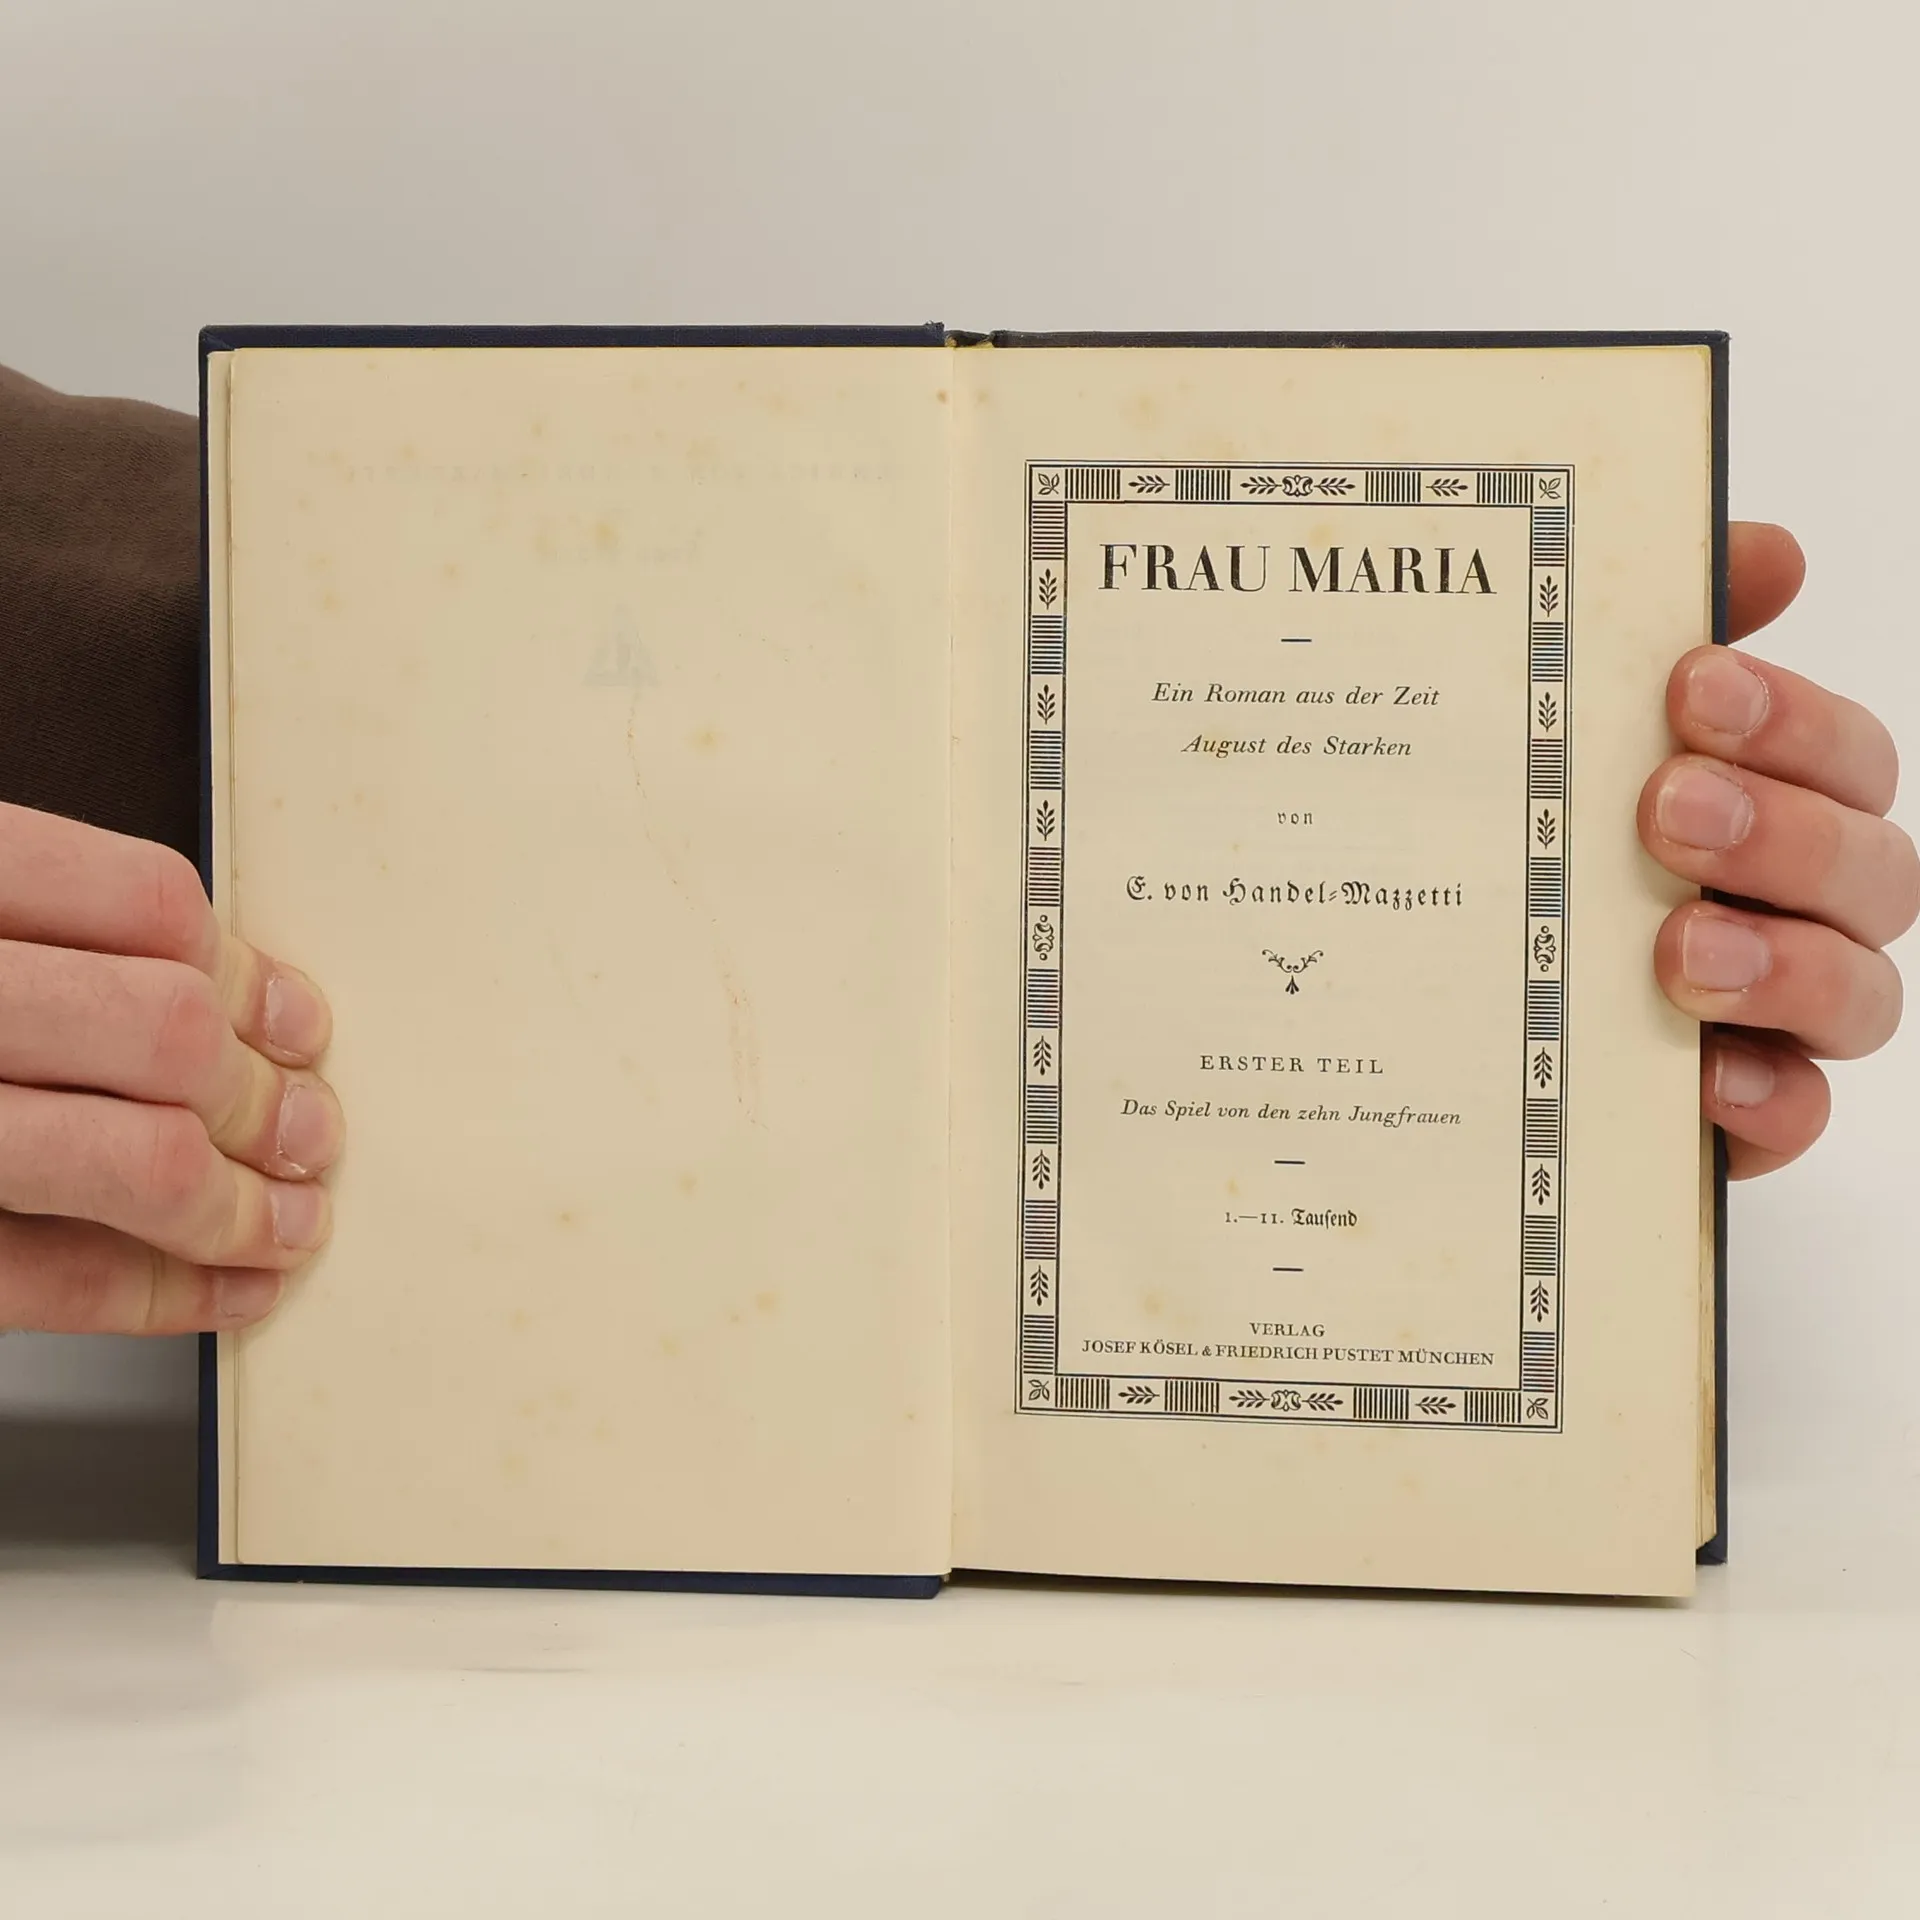 FRAU MARIA
Ein Roman aus der Zeit
August des Starken
von
E. von Handel-Mazzetti
ERSTER TEIL
Das Spiel von den zehn Jungfrauen
1.—11. Tausend
VERLAG
JOSEF KÖSEL & FRIEDRICH PUSTET MÜNCHEN